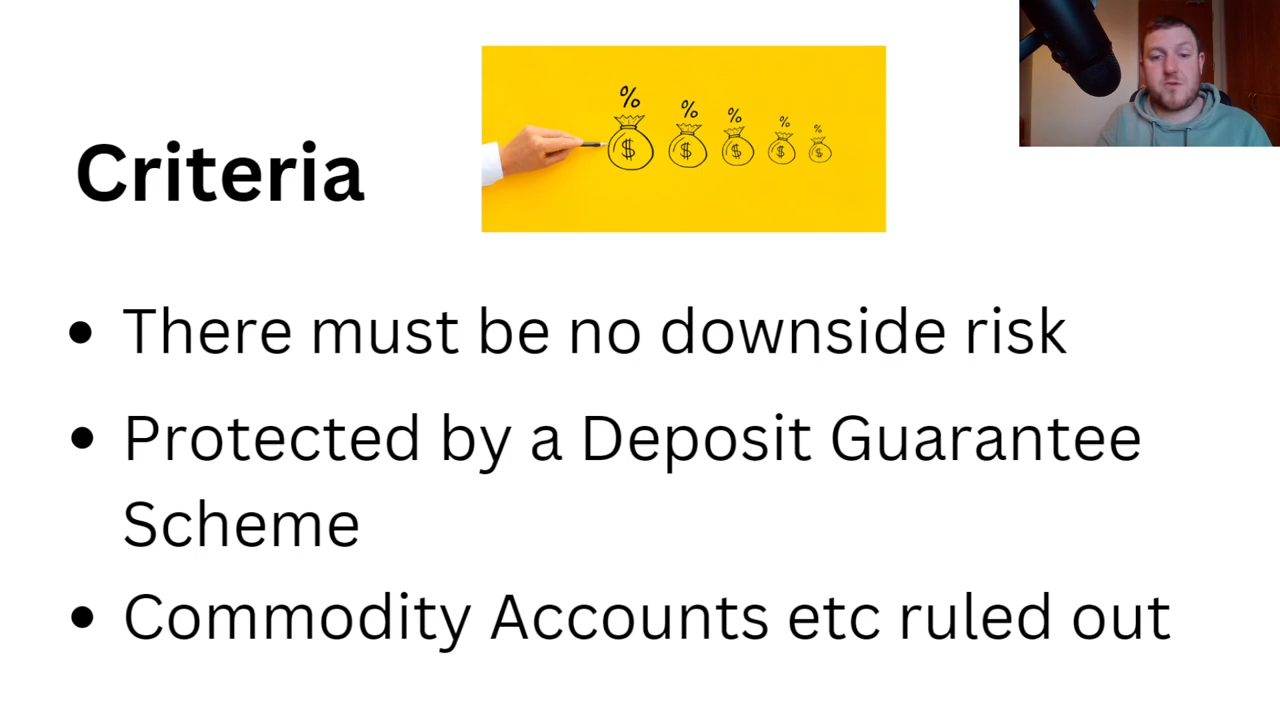 Criteria
% % % % %
$ $ $ $ $
There must be no downside risk
Protected by a Deposit Guarantee
Scheme
Commodity Accounts etc ruled out